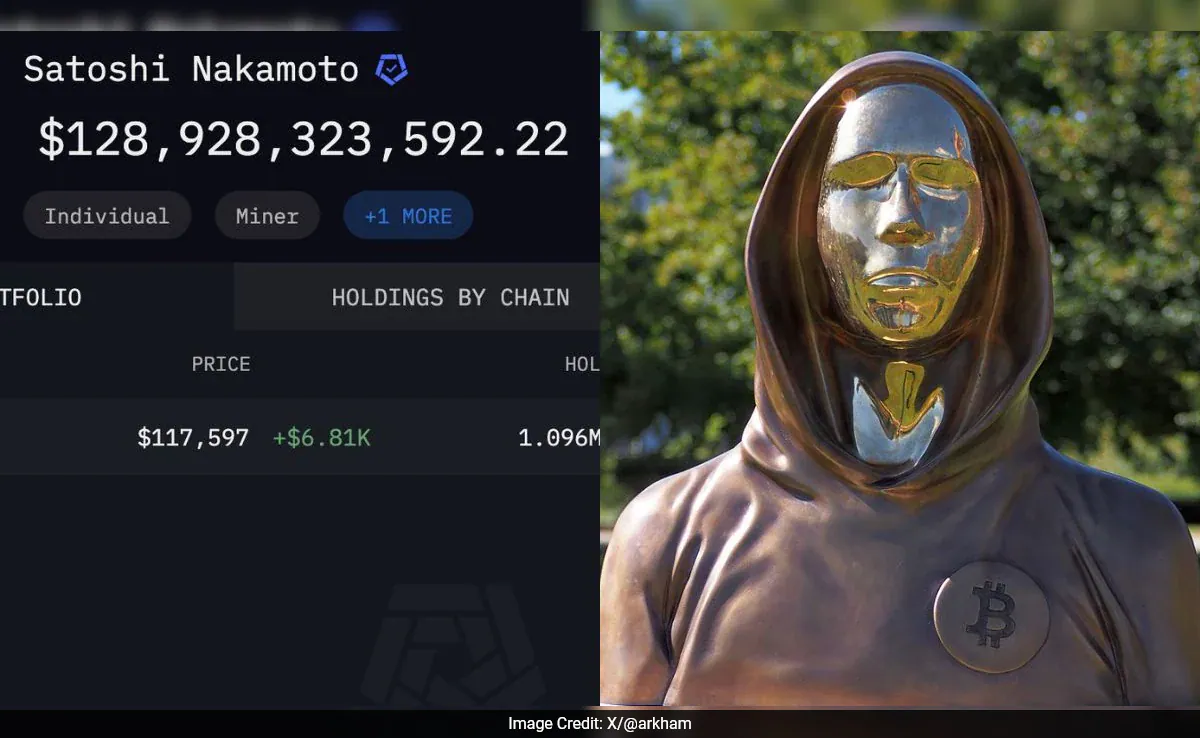 Satoshi Nakamoto
$128,928,323,592.22
Individual Miner +1 MORE
TFOLIO HOLDINGS BY CHAIN
PRICE HOL
$117,597 +$6.81K 1.096M
Image Credit: X/@arkham